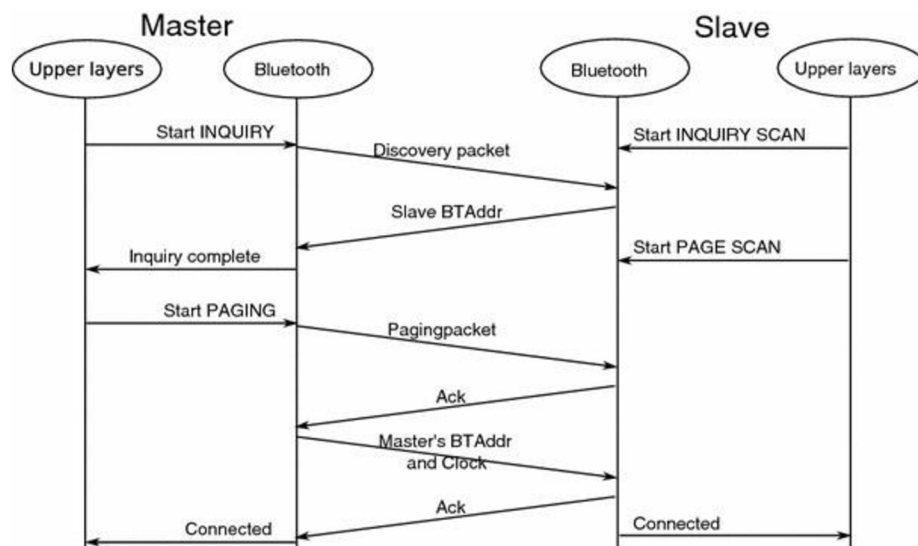 Master
Slave
Upper layers
Bluetooth
Bluetooth
Upper layers
Start INQUIRY
Start INQUIRY SCAN
Discovery packet
Slave BTAddr
Start PAGE SCAN
Inquiry complete
Start PAGING
Pagingpacket
Ack
Master's BTAddr
and Clock
Ack
Connected
Connected